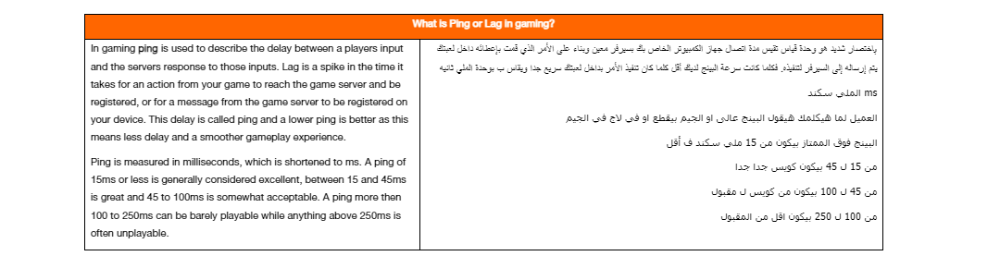 What is Ping or Lag in gaming?
In gaming ping is used to describe the delay between a players input
and the servers response to those inputs. Lag is a spike in the time it
takes for an action from your game to reach the game server and be
registered, or for a message from the game server to be registered on
your device. This delay is called ping and a lower ping is better as this
means less delay and a smoother gameplay experience.
Ping is measured in milliseconds, which is shortened to ms. A ping of
15ms or less is generally considered excellent, between 15 and 45ms
is great and 45 to 100ms is somewhat acceptable. A ping more then
100 to 250ms can be barely playable while anything above 250ms is
often unplayable.
باختصار شديد هو وحدة قياس تقيس مدة اتصال جهاز الكمبيوتر الخاص بك بسيرفر معين وبناء على الأمر الذي قمت بإعطائه داخل لعبتك
يتم إرساله إلى السيرفر لتنفيذه. فكلما كانت سرعة البينج لديك أقل كلما كان تنفيذ الأمر بداخل لعبتك سريع جدا ويقاس ب بوحدة الملي ثانيه
ms الملي سكند
العميل لما هيكلمك هيقول البينج عالى او الجيم بيقطع او في لاج في الجيم
البينج فوق الممتاز بيكون من 15 ملي سكند ف أقل
من 15 ل 45 بيكون كويس جدا جدا
من 45 ل 100 بيكون من كويس ل مقبول
من 100 ل 250 بيكون اقل من المقبول